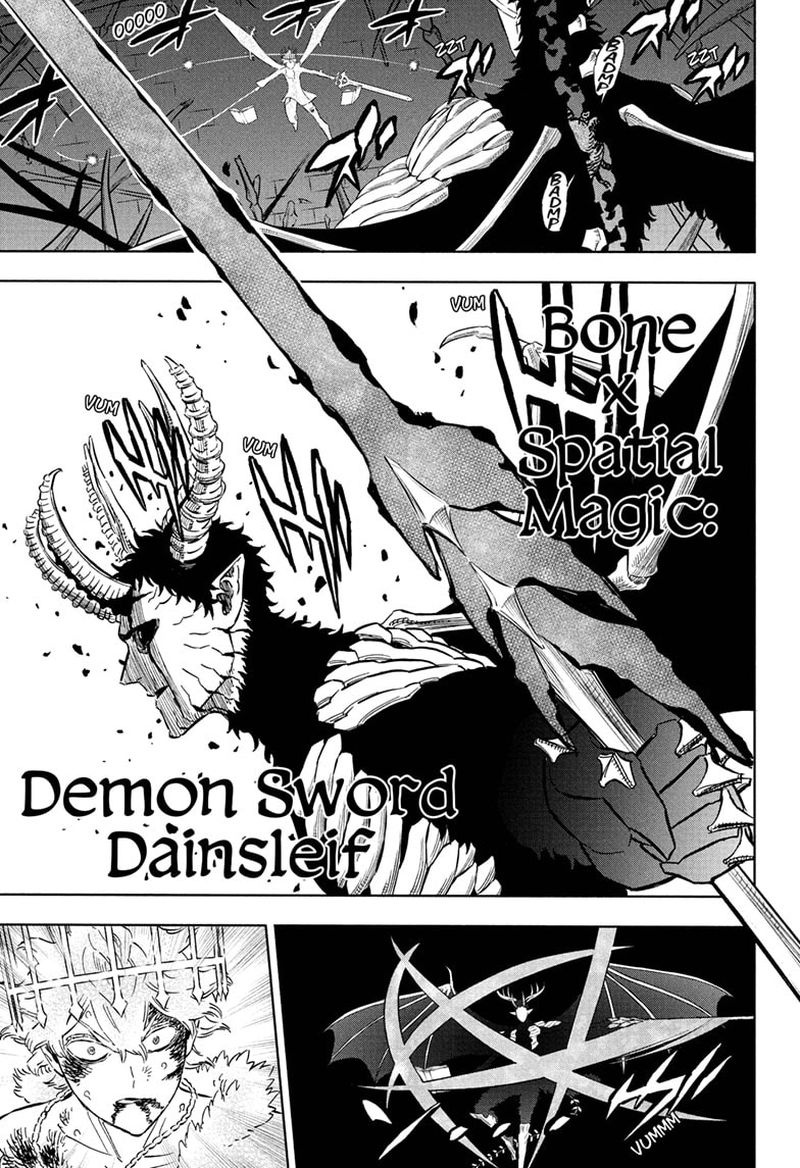 OOOOO
ZZT
ZZT
BADMP
BADMP
VUM
VUM
VUM
Bone
x
Spatial
Magic:
Demon Sword
Dainsleif
VUMMM